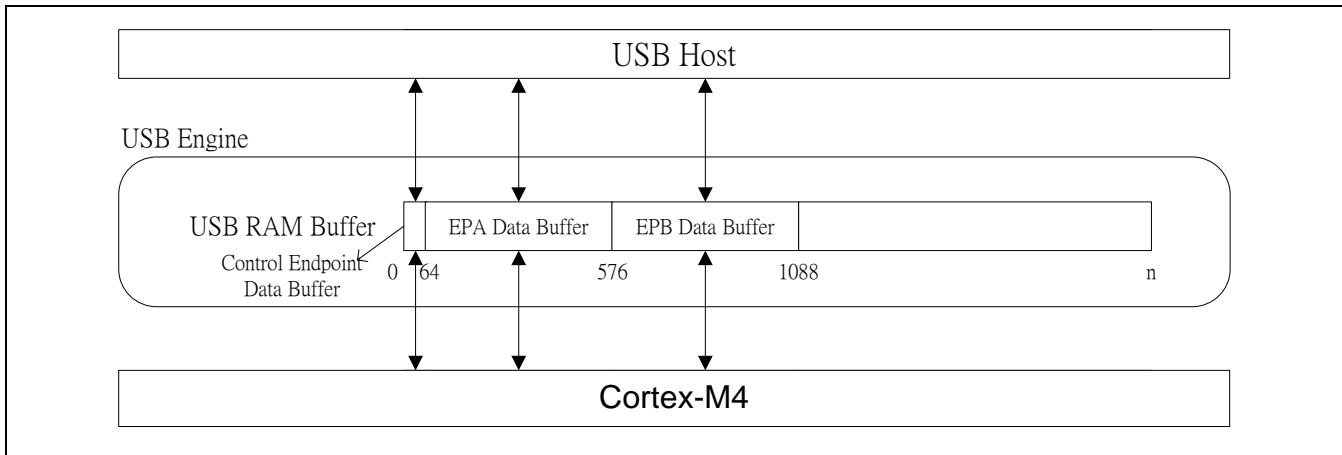 USB Host
USB Engine
USB RAM Buffer
EPA Data Buffer
EPB Data Buffer
Control Endpoint
Data Buffer
0
64
576
1088
n
Cortex-M4